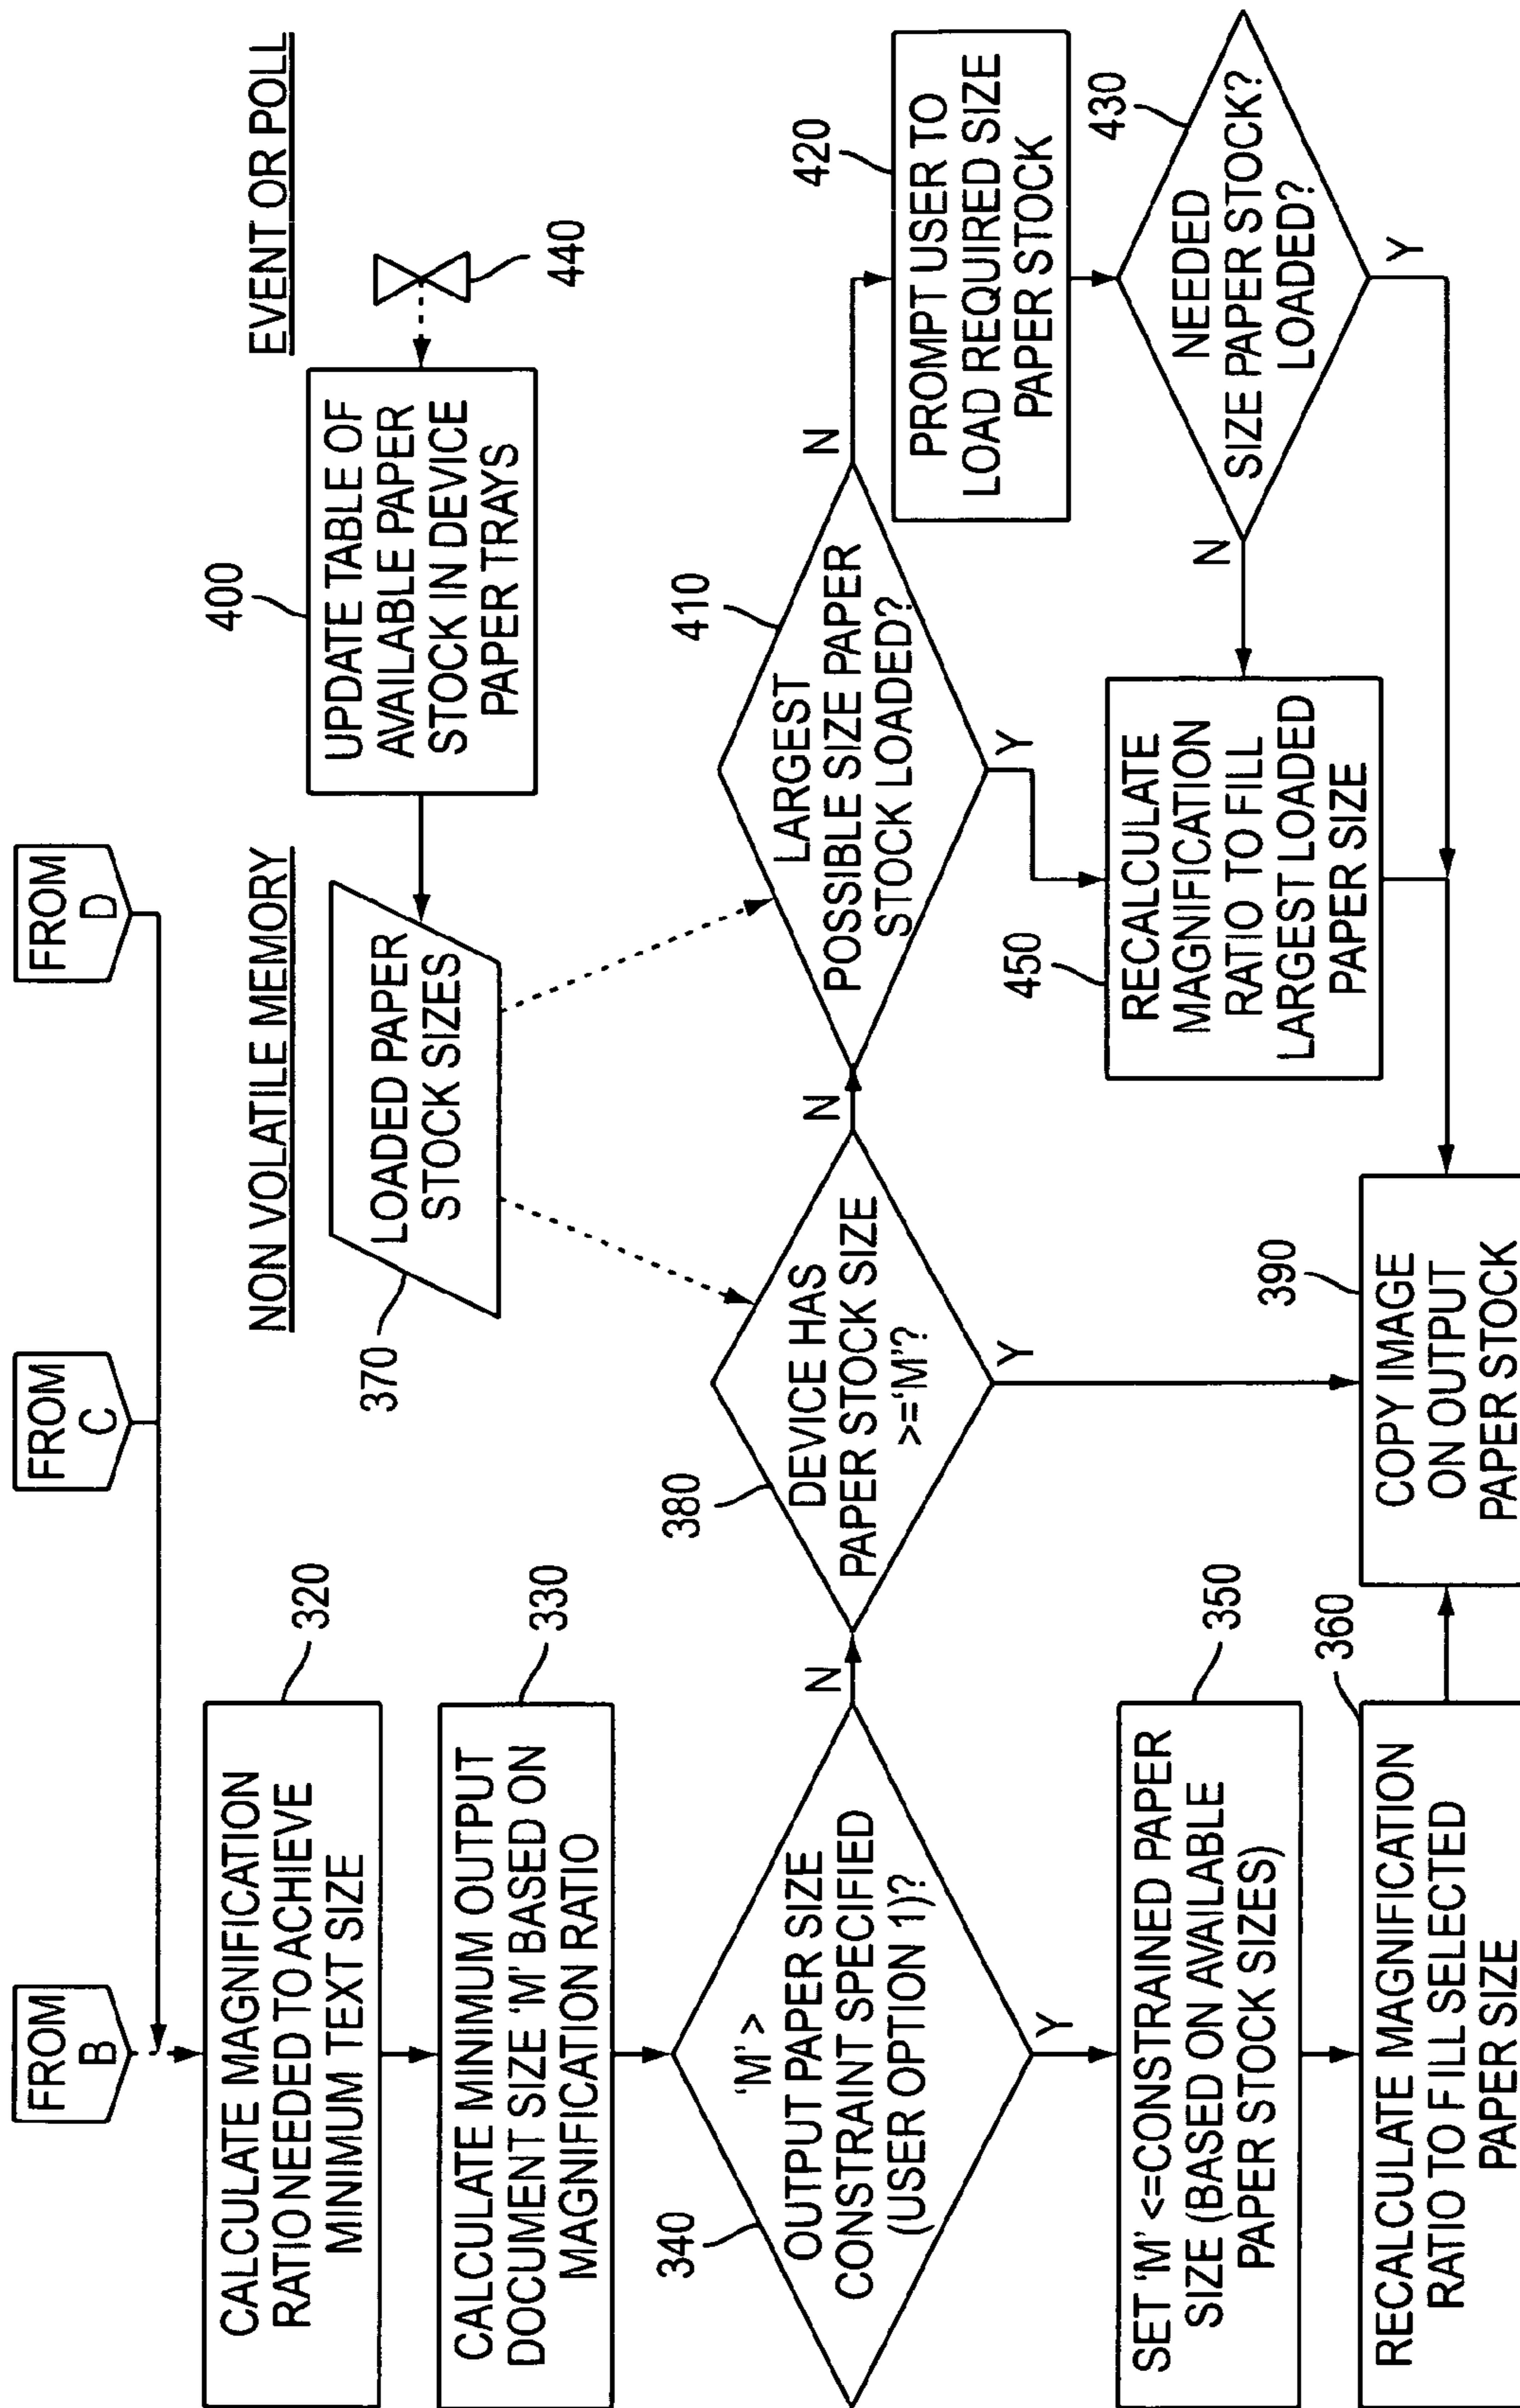 FROM
B
FROM
C
FROM
D
320
CALCULATE MAGNIFICATION
RATIO NEEDED TO ACHIEVE
MINIMUM TEXT SIZE
330
CALCULATE MINIMUM OUTPUT
DOCUMENT SIZE 'M' BASED ON
MAGNIFICATION RATIO
340
'M' >
OUTPUT PAPER SIZE
CONSTRAINT SPECIFIED
(USER OPTION 1)?
N
Y
350
SET 'M' <=CONSTRAINED PAPER
SIZE (BASED ON AVAILABLE
PAPER STOCK SIZES)
360
RECALCULATE MAGNIFICATION
RATIO TO FILL SELECTED
PAPER SIZE
NON VOLATILE MEMORY
370
LOADED PAPER
STOCK SIZES
EVENT OR POLL
440
400
UPDATE TABLE OF
AVAILABLE PAPER
STOCK IN DEVICE
PAPER TRAYS
380
DEVICE HAS
PAPER STOCK SIZE
>='M'?
N
Y
390
COPY IMAGE
ON OUTPUT
PAPER STOCK
410
LARGEST
POSSIBLE SIZE PAPER
STOCK LOADED?
N
Y
420
PROMPT USER TO
LOAD REQUIRED SIZE
PAPER STOCK
430
NEEDED
SIZE PAPER STOCK?
LOADED?
N
Y
450
RECALCULATE
MAGNIFICATION
RATIO TO FILL
LARGEST LOADED
PAPER SIZE